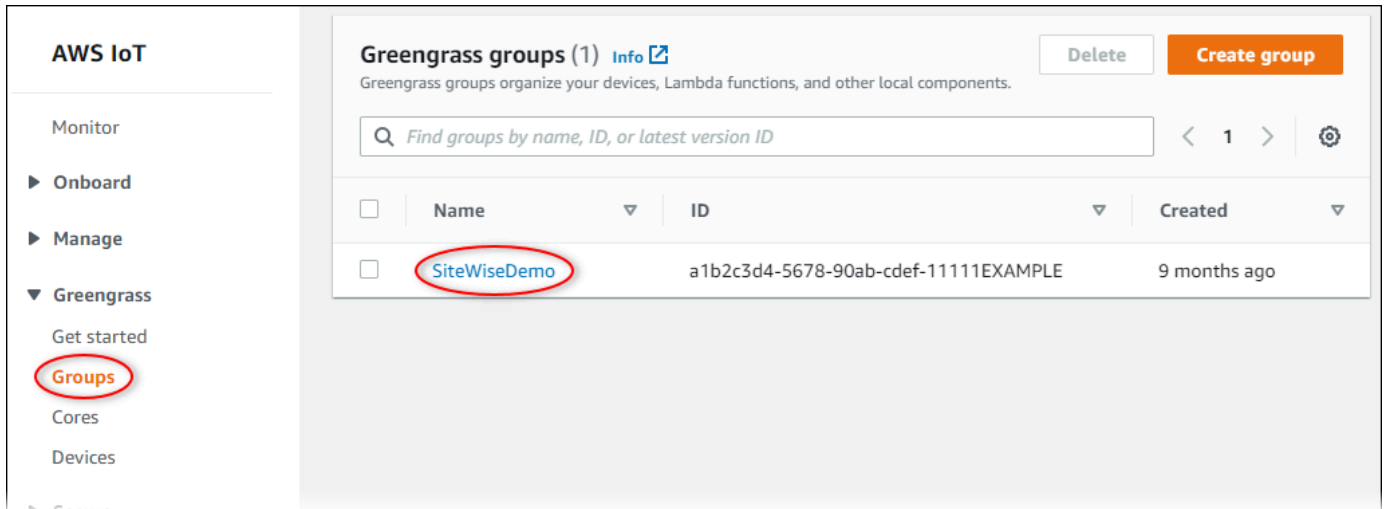 AWS IoT
Monitor
Onboard
Manage
Greengrass
Get started
Groups
Cores
Devices
Greengrass groups (1) Info
Delete
Create group
Greengrass groups organize your devices, Lambda functions, and other local components.
Find groups by name, ID, or latest version ID
1
Name ID Created
SiteWiseDemo a1b2c3d4-5678-90ab-cdef-11111EXAMPLE 9 months ago